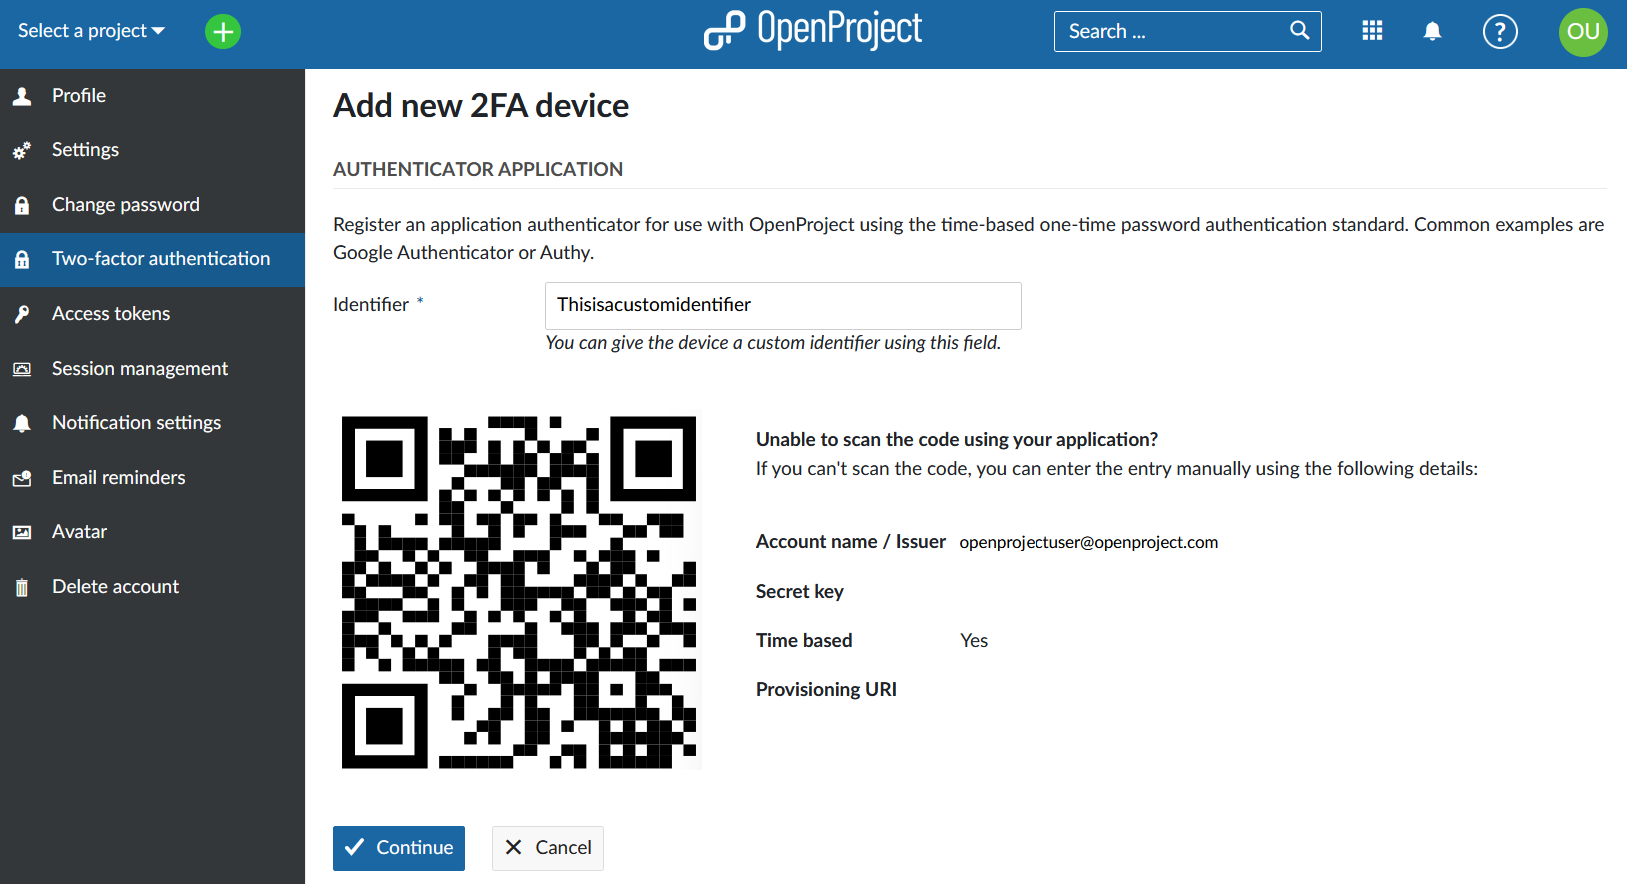 Select a project
OpenProject
Search ...
?
OU
Profile
Settings
Change password
Two-factor authentication
Access tokens
Session management
Notification settings
Email reminders
Avatar
Delete account
Add new 2FA device
AUTHENTICATOR APPLICATION
Register an application authenticator for use with OpenProject using the time-based one-time password authentication standard. Common examples are
Google Authenticator or Authy.
Identifier *
Thisisacustomidentifier
You can give the device a custom identifier using this field.
Unable to scan the code using your application?
If you can't scan the code, you can enter the entry manually using the following details:
Account name / Issuer openprojectuser@openproject.com
Secret key
Time based Yes
Provisioning URI
Continue
Cancel